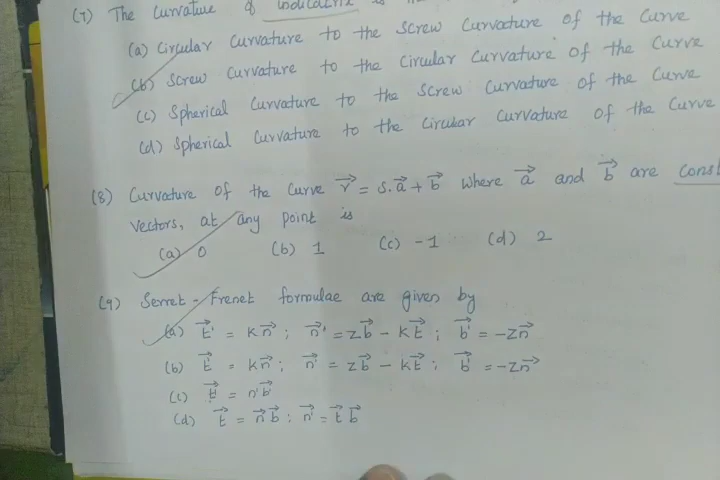 (7) The Curvature of indicatrix is
(a) Circular Curvature to the Screw Curvature of the Curve
(b) Screw Curvature to the Circular Curvature of the Curve
(c) Spherical Curvature to the Screw Curvature of the Curve
(d) Spherical Curvature to the Circular Curvature of the Curve
(8) Curvature of the Curve r⃗ = s.a⃗ + b⃗ where a⃗ and b⃗ are const
vectors, at any point is
(a) 0 (b) 1 (c) -1 (d) 2
(9) Serret-Frenet formulae are given by
(a) t⃗' = kn⃗ ; n⃗' = zb⃗ - kt⃗ ; b⃗' = -zn⃗
(b) t⃗ = kn⃗ ; n⃗' = zb⃗ - kt⃗ ; b⃗' = -zn⃗
(c) t⃗' = n'b⃗
(d) t⃗ = n⃗ b⃗ ; n⃗' = t⃗ b⃗